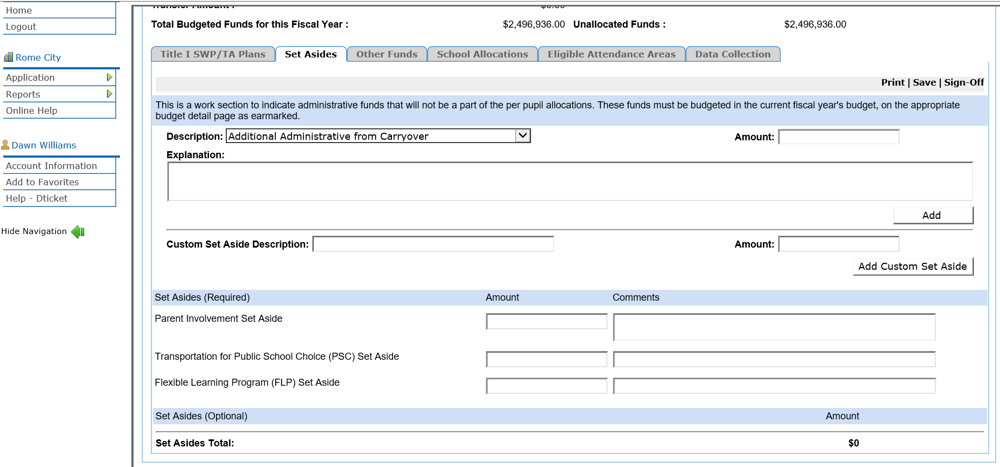 Home
Logout
Rome City
Application
Reports
Online Help
Dawn Williams
Account Information
Add to Favorites
Help - Dticket
Hide Navigation
Transfer Amount :
Total Budgeted Funds for this Fiscal Year : $2,496,936.00 Unallocated Funds : $2,496,936.00
Title I SWP/TA Plans Set Asides Other Funds School Allocations Eligible Attendance Areas Data Collection
Print | Save | Sign-Off
This is a work section to indicate administrative funds that will not be a part of the per pupil allocations. These funds must be budgeted in the current fiscal year's budget, on the appropriate
budget detail page as earmarked.
Description: Additional Administrative from Carryover Amount:
Explanation:
Add
Custom Set Aside Description: Amount:
Add Custom Set Aside
Set Asides (Required) Amount Comments
Parent Involvement Set Aside
Transportation for Public School Choice (PSC) Set Aside
Flexible Learning Program (FLP) Set Aside
Set Asides (Optional) Amount
Set Asides Total: $0